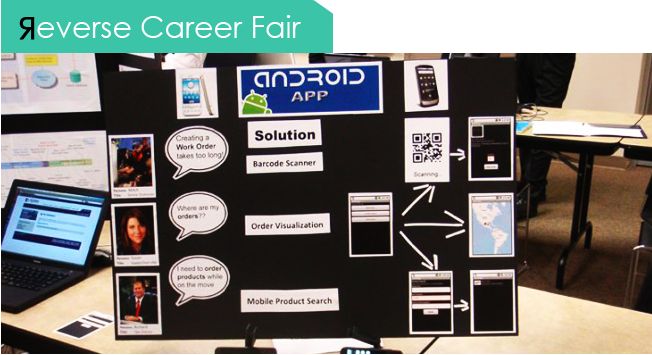 Reverse Career Fair
ANDROID
APP
Creating a
Work Order
takes too long!
Solution
Barcode Scanner
Scanning...
Where are my
orders??
Order Visualization
I need to order
products while
on the move
Mobile Product Search